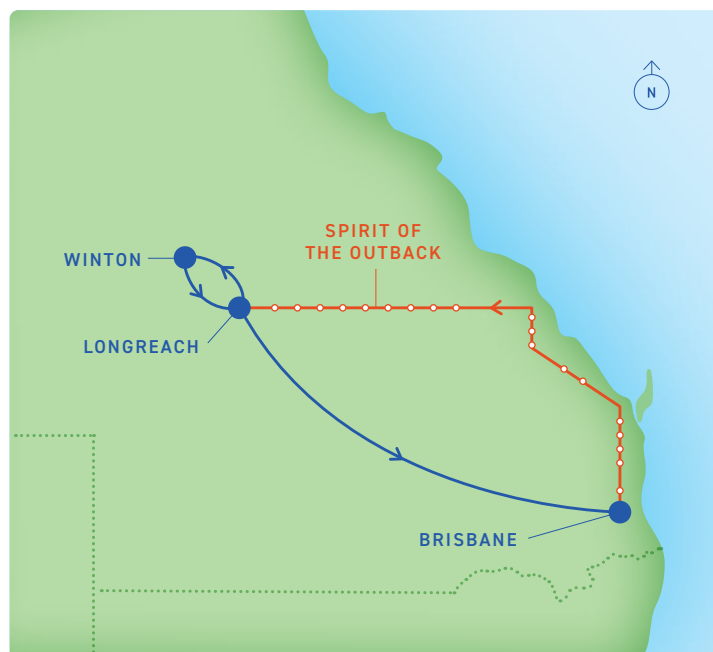 N
SPIRIT OF
THE OUTBACK
WINTON
LONGREACH
BRISBANE